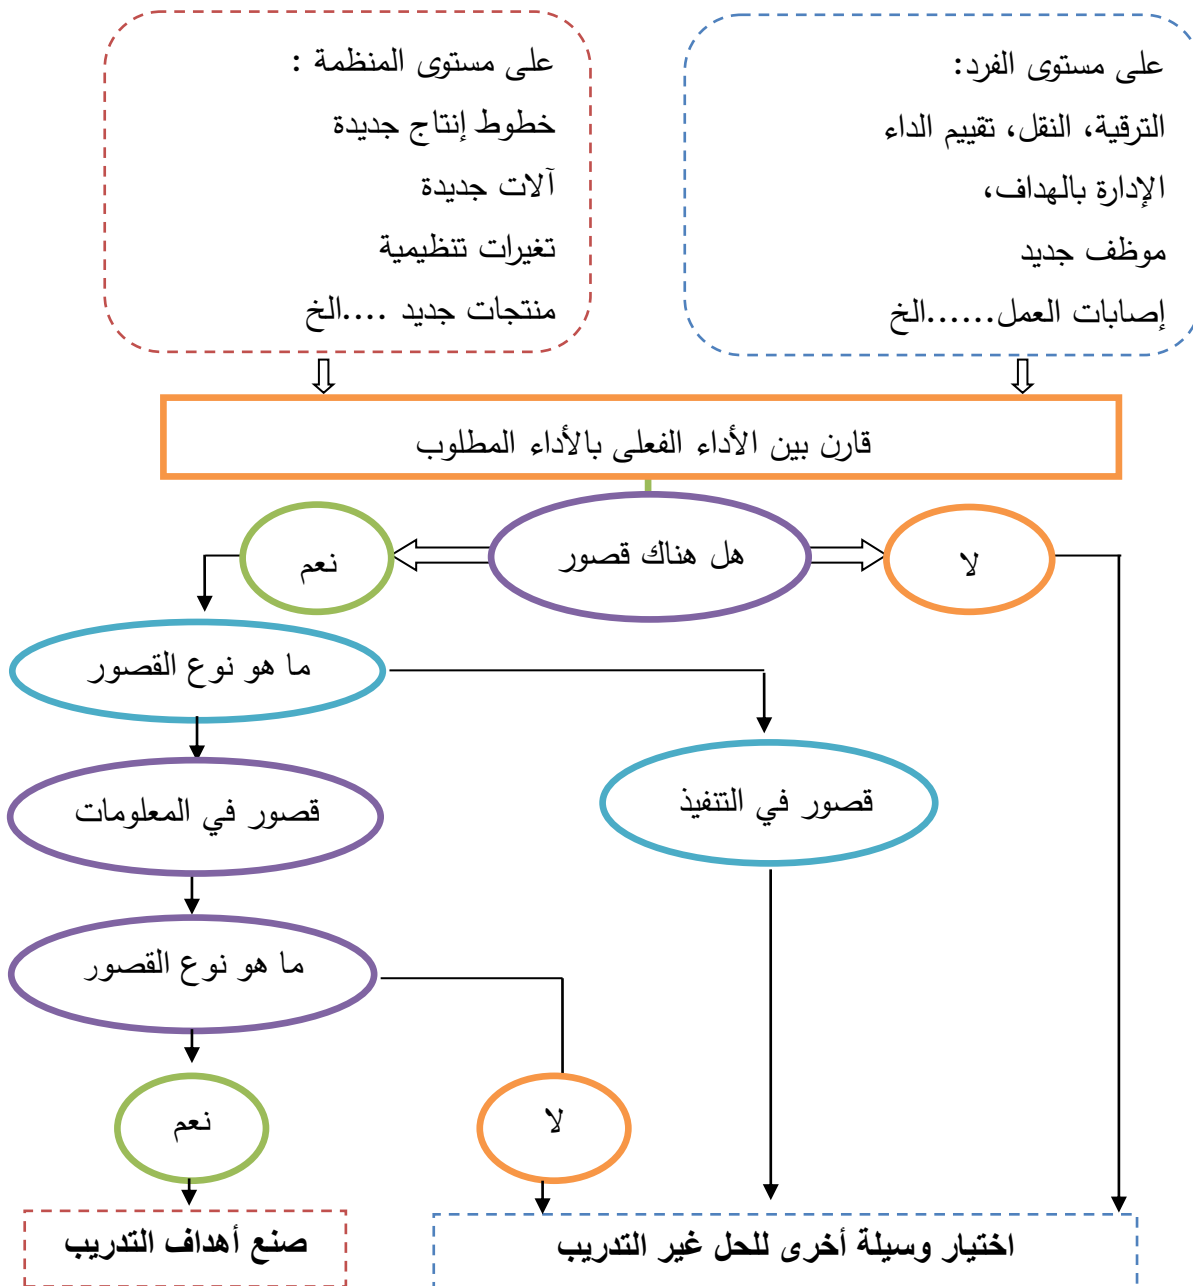 على مستوى الفرد:
الترقية، النقل، تقييم الداء
الإدارة بالهداف،
موظف جديد
إصابات العمل......الخ
على مستوى المنظمة :
خطوط إنتاج جديدة
آلات جديدة
تغيرات تنظيمية
منتجات جديد ....الخ
قارن بين الأداء الفعلى بالأداء المطلوب
هل هناك قصور
لا
نعم
ما هو نوع القصور
قصور في التنفيذ
قصور في المعلومات
ما هو نوع القصور
لا
نعم
اختيار وسيلة أخرى للحل غير التدريب
صنع أهداف التدريب